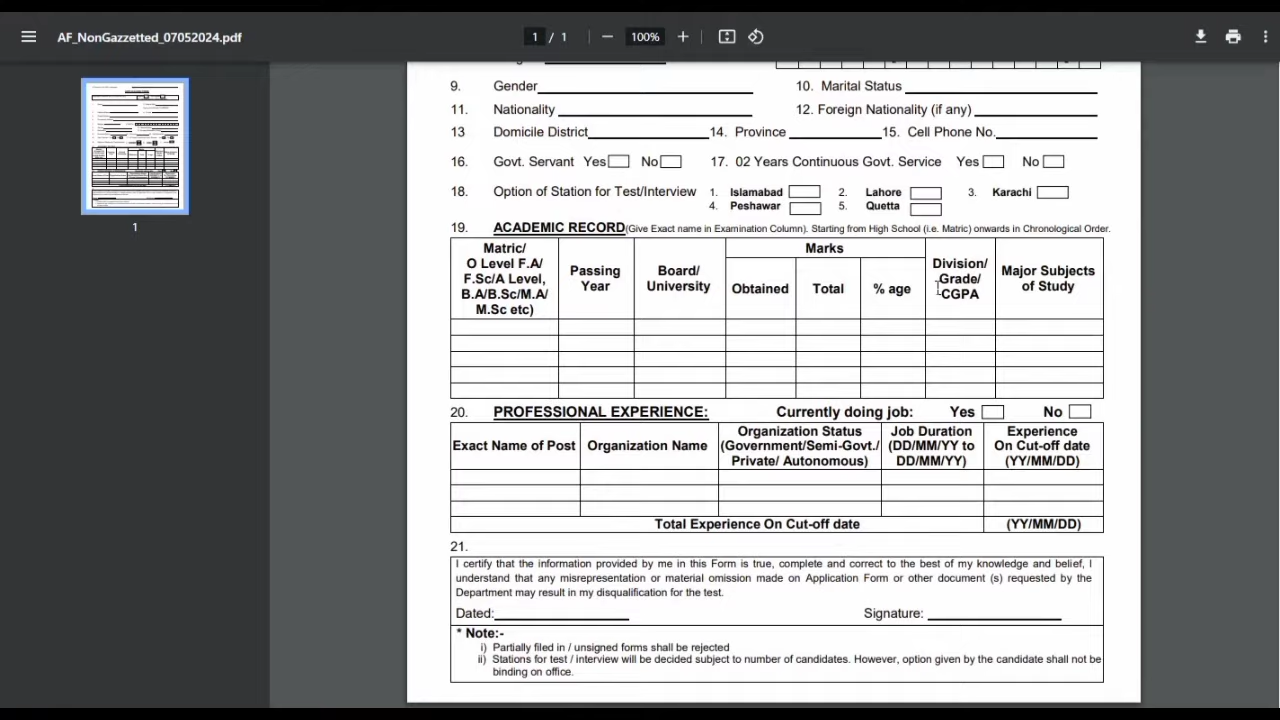 AF_NonGazzetted_07052024.pdf
1 / 1
100%
1
9. Gender
10. Marital Status
11. Nationality
12. Foreign Nationality (if any)
13 Domicile District
14. Province
15. Cell Phone No.
16. Govt. Servant Yes No
17. 02 Years Continuous Govt. Service Yes No
18. Option of Station for Test/Interview
1. Islamabad 2. Lahore 3. Karachi
4. Peshawar 5. Quetta
19. ACADEMIC RECORD(Give Exact name in Examination Column). Starting from High School (i.e. Matric) onwards in Chronological Order.
Matric/
O Level F.A/
F.Sc/A Level,
B.A/B.Sc/M.A/
M.Sc etc)
Passing
Year
Board/
University
Marks
Obtained
Total
% age
Division/
Grade/
CGPA
Major Subjects
of Study
20. PROFESSIONAL EXPERIENCE: Currently doing job: Yes No
Exact Name of Post
Organization Name
Organization Status
(Government/Semi-Govt./
Private/ Autonomous)
Job Duration
(DD/MM/YY to
DD/MM/YY)
Experience
On Cut-off date
(YY/MM/DD)
Total Experience On Cut-off date
(YY/MM/DD)
21.
I certify that the information provided by me in this Form is true, complete and correct to the best of my knowledge and belief, I
understand that any misrepresentation or material omission made on Application Form or other document (s) requested by the
Department may result in my disqualification for the test.
Dated:
Signature:
* Note:-
i) Partially filed in / unsigned forms shall be rejected
ii) Stations for test / interview will be decided subject to number of candidates. However, option given by the candidate shall not be
binding on office.